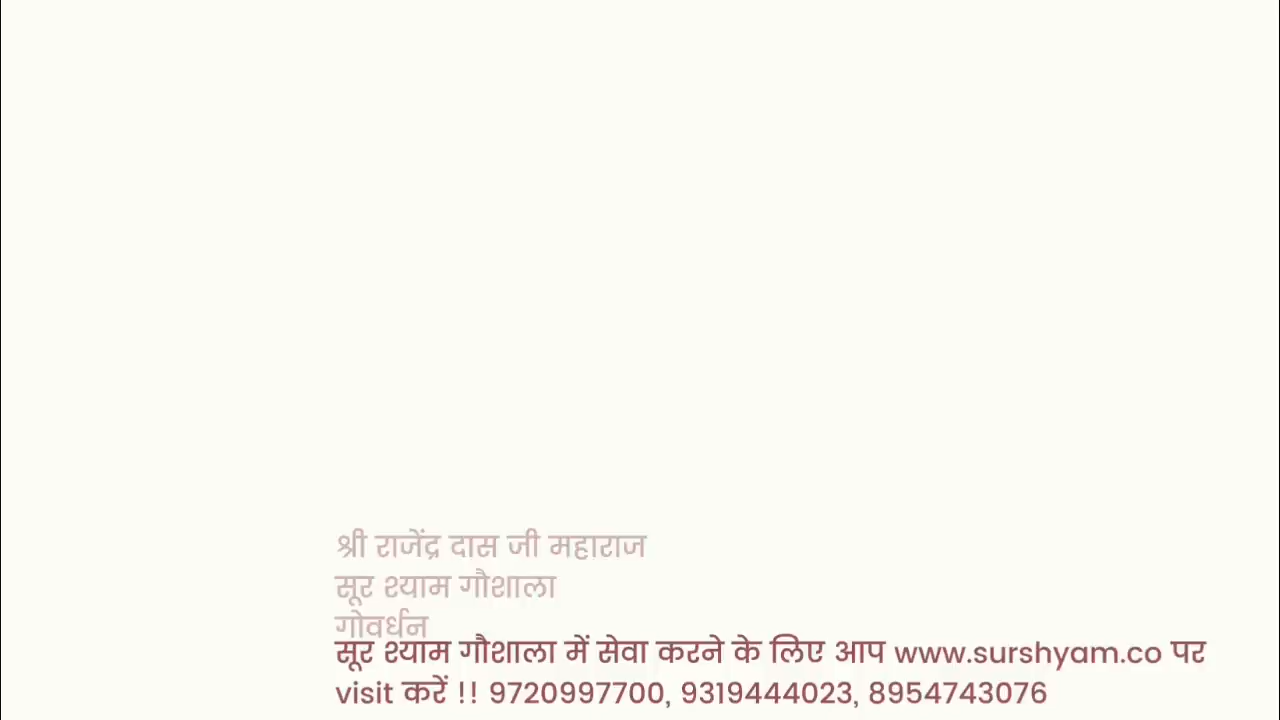 श्री राजेंद्र दास जी महाराज
सूर श्याम गौशाला
गोवर्धन
सूर श्याम गौशाला में सेवा करने के लिए आप www.surshyam.co पर
visit करें !! 9720997700, 9319444023, 8954743076